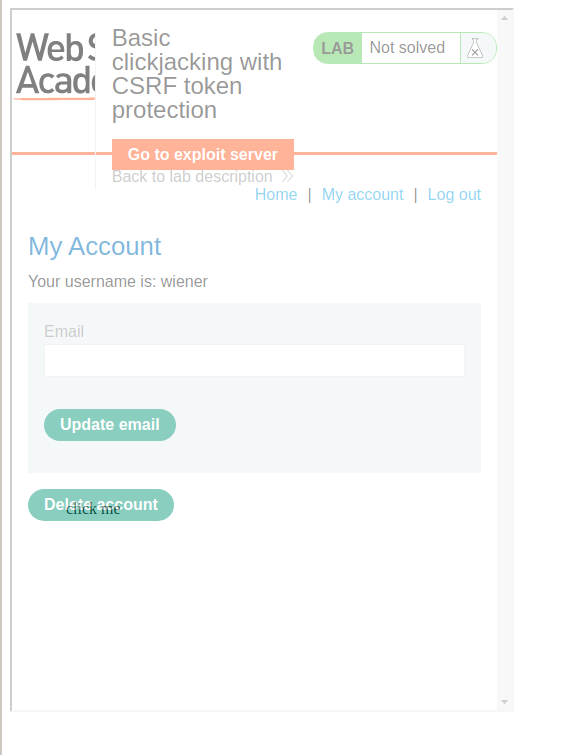 Web S
Acade
Basic
clickjacking with
CSRF token
protection
LAB Not solved
Go to exploit server
Back to lab description
Home | My account | Log out
My Account
Your username is: wiener
Email
Update email
Delete account
click me